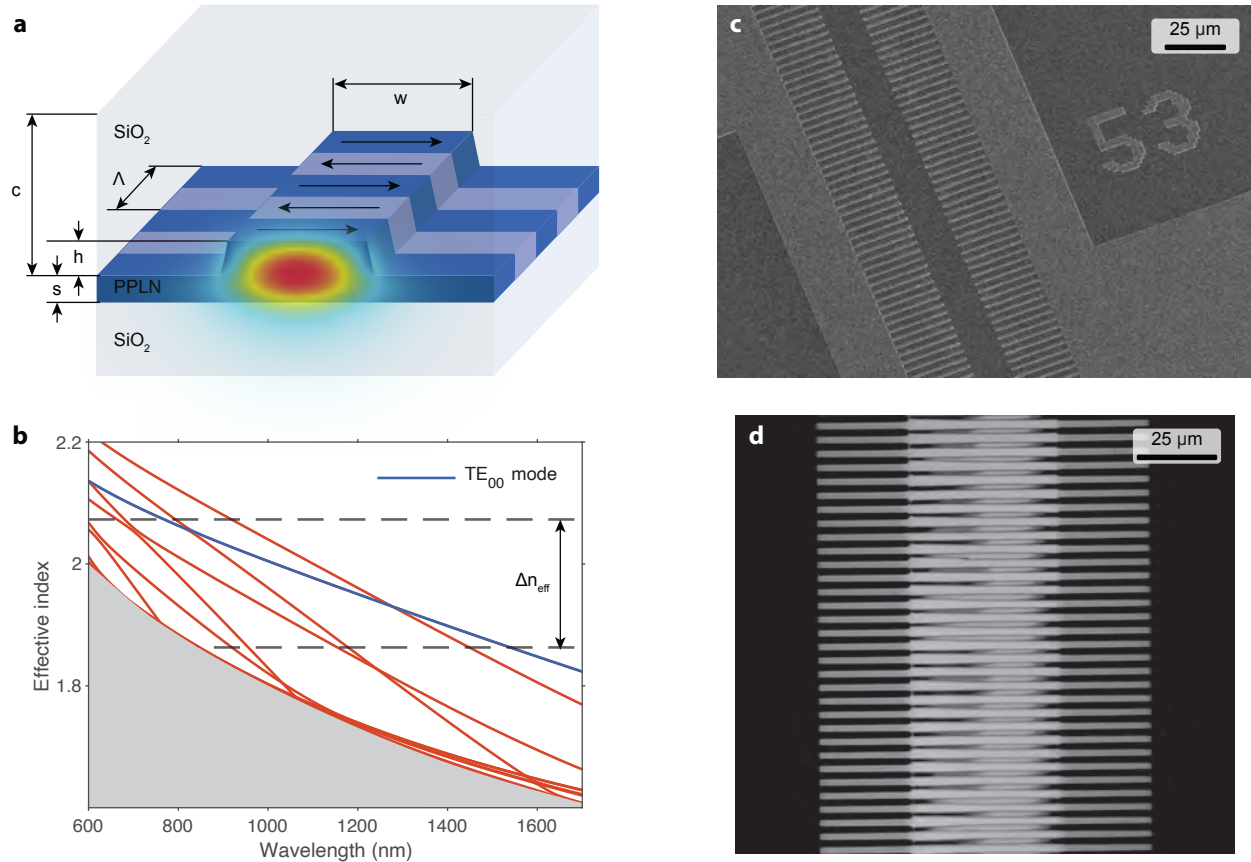 a
w
SiO₂
c
Λ
h
s
PPLN
SiO₂
b
2.2
TE₀₀ mode
2
Δn_eff
1.8
Effective index
600
800
1000
1200
1400
1600
Wavelength (nm)
c
25 μm
53
d
25 μm